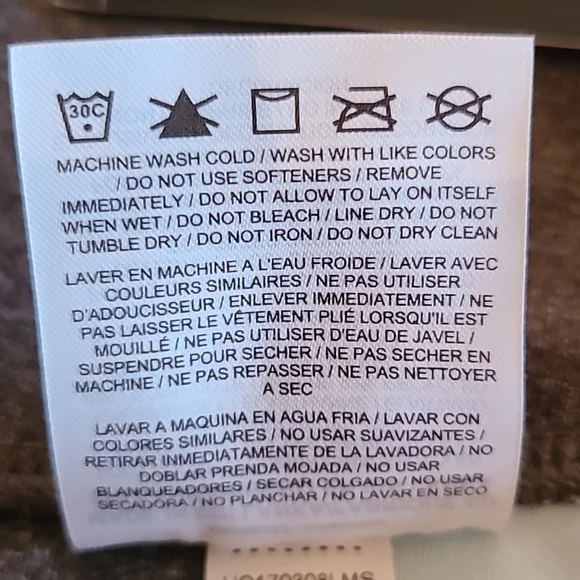 30C
MACHINE WASH COLD / WASH WITH LIKE COLORS
/ DO NOT USE SOFTENERS / REMOVE
IMMEDIATELY / DO NOT ALLOW TO LAY ON ITSELF
WHEN WET / DO NOT BLEACH / LINE DRY / DO NOT
TUMBLE DRY / DO NOT IRON / DO NOT DRY CLEAN
LAVER EN MACHINE A L'EAU FROIDE / LAVER AVEC
COULEURS SIMILAIRES / NE PAS UTILISER
D'ADOUCISSEUR / ENLEVER IMMEDIATEMENT / NE
PAS LAISSER LE VÉTEMENT PLIÉ LORSQU'IL EST
MOUILLÉ / NE PAS UTILISER D'EAU DE JAVEL /
SUSPENDRE POUR SECHER / NE PAS SECHER EN
MACHINE / NE PAS REPASSER / NE PAS NETTOYER
A SEC
LAVAR A MAQUINA EN AGUA FRIA / LAVAR CON
COLORES SIMILARES / NO USAR SUAVIZANTES /
RETIRAR INMEDIATAMENTE DE LA LAVADORA / NO
DOBLAR PRENDA MOJADA / NO USAR
BLANQUEADORES / SECAR COLGADO / NO USAR
SECADORA / NO PLANCHAR / NO LAVAR EN SECO